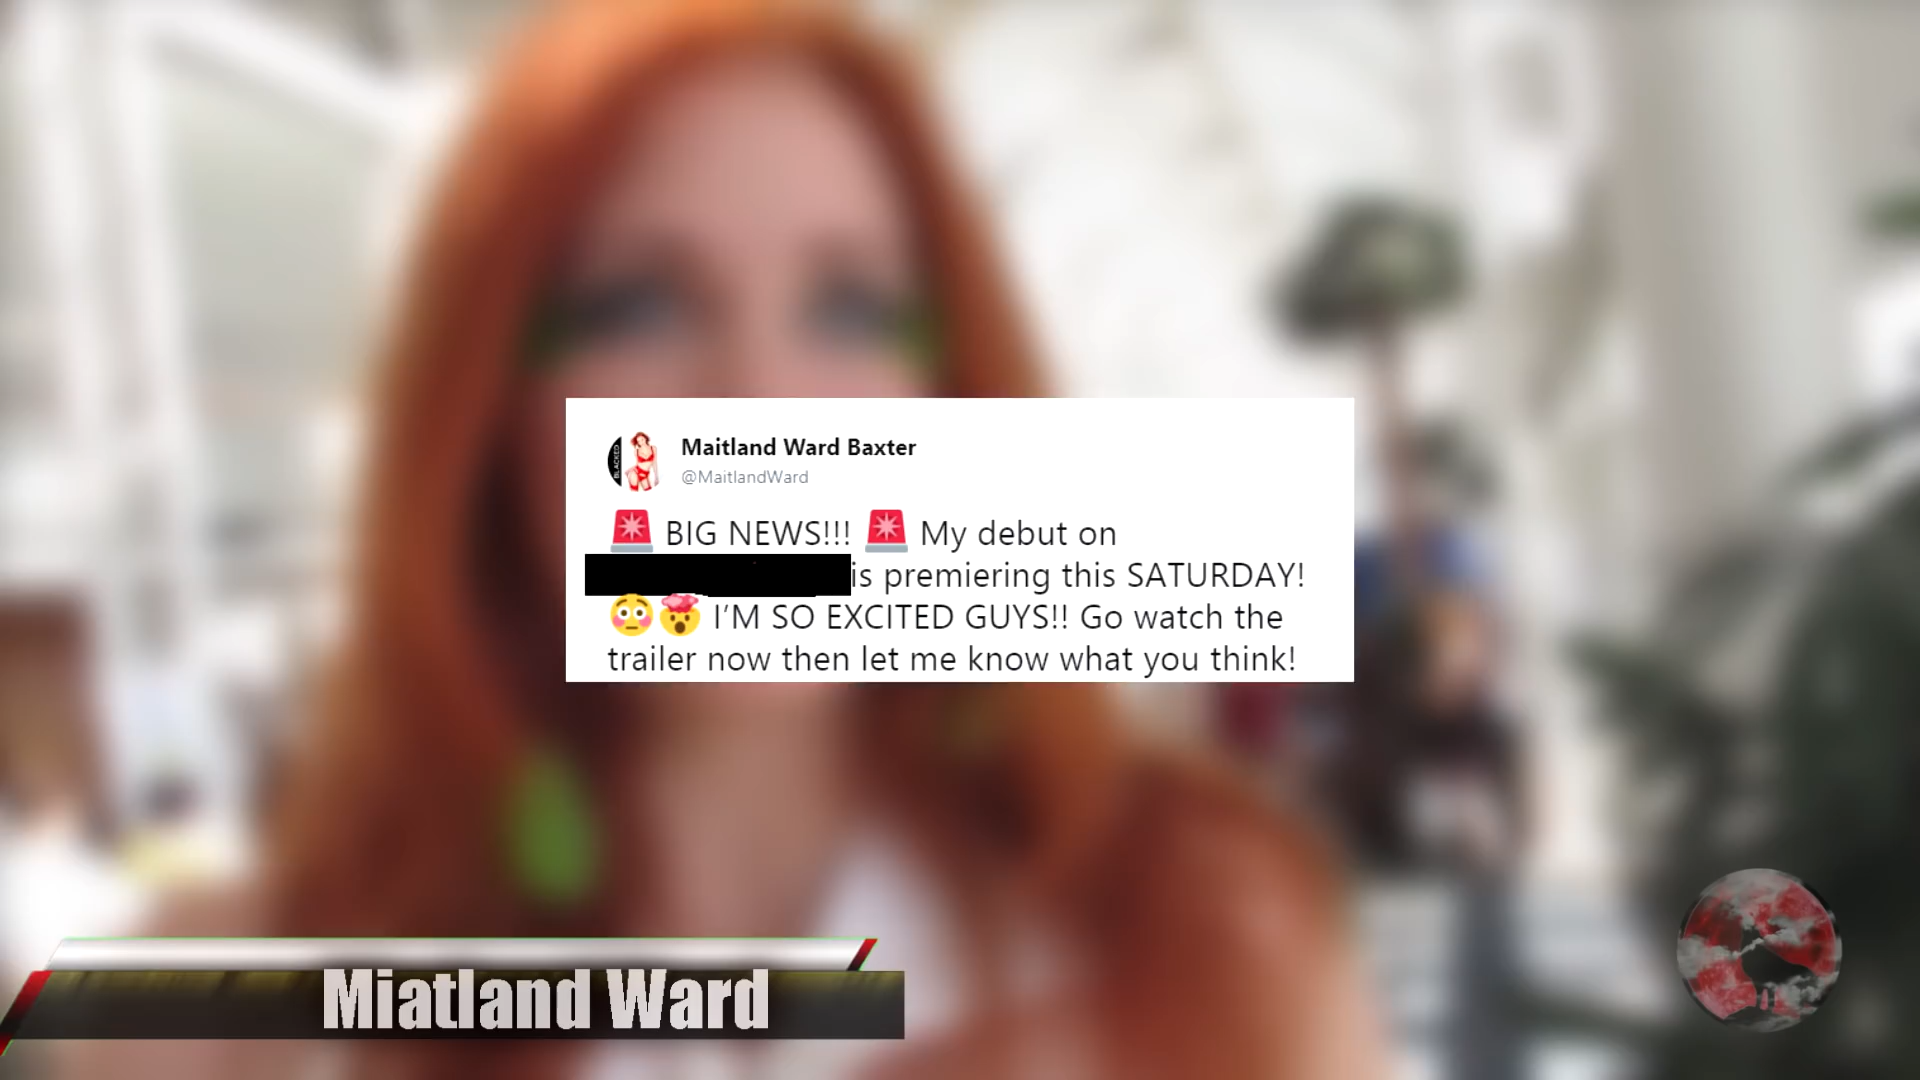 Maitland Ward Baxter
@MaitlandWard
BLACKED
🚨 BIG NEWS!!! 🚨 My debut on
is premiering this SATURDAY!
😳🤯 I’M SO EXCITED GUYS!! Go watch the
trailer now then let me know what you think!
Miatland Ward